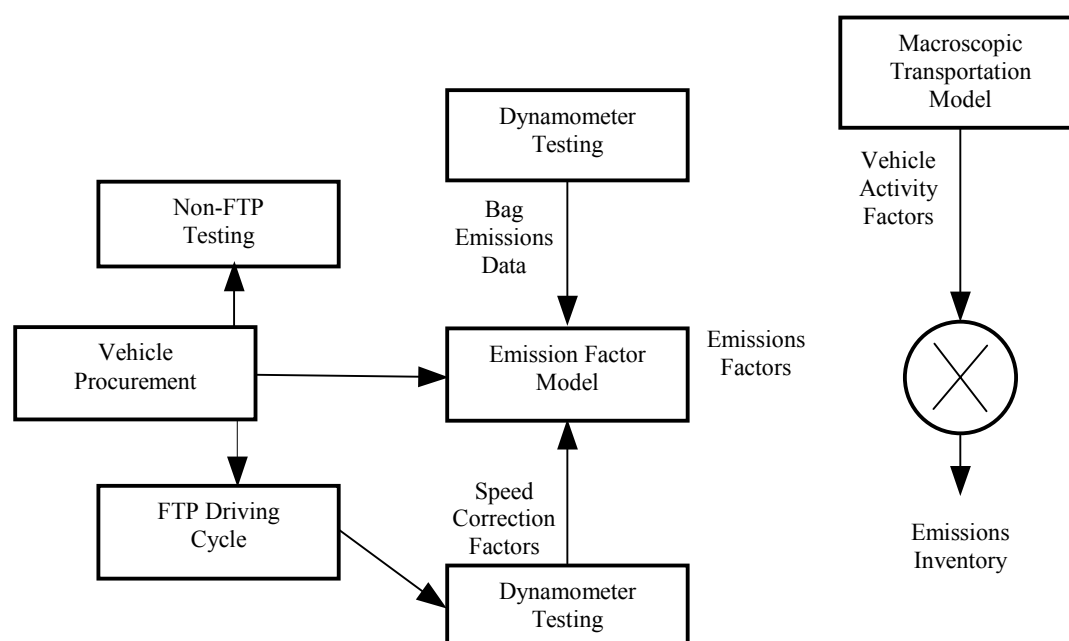 Macroscopic
Transportation
Model
Dynamometer
Testing
Vehicle
Activity
Factors
Non-FTP
Testing
Bag
Emissions
Data
Vehicle
Procurement
Emission Factor
Model
Emissions
Factors
FTP Driving
Cycle
Speed
Correction
Factors
Emissions
Inventory
Dynamometer
Testing